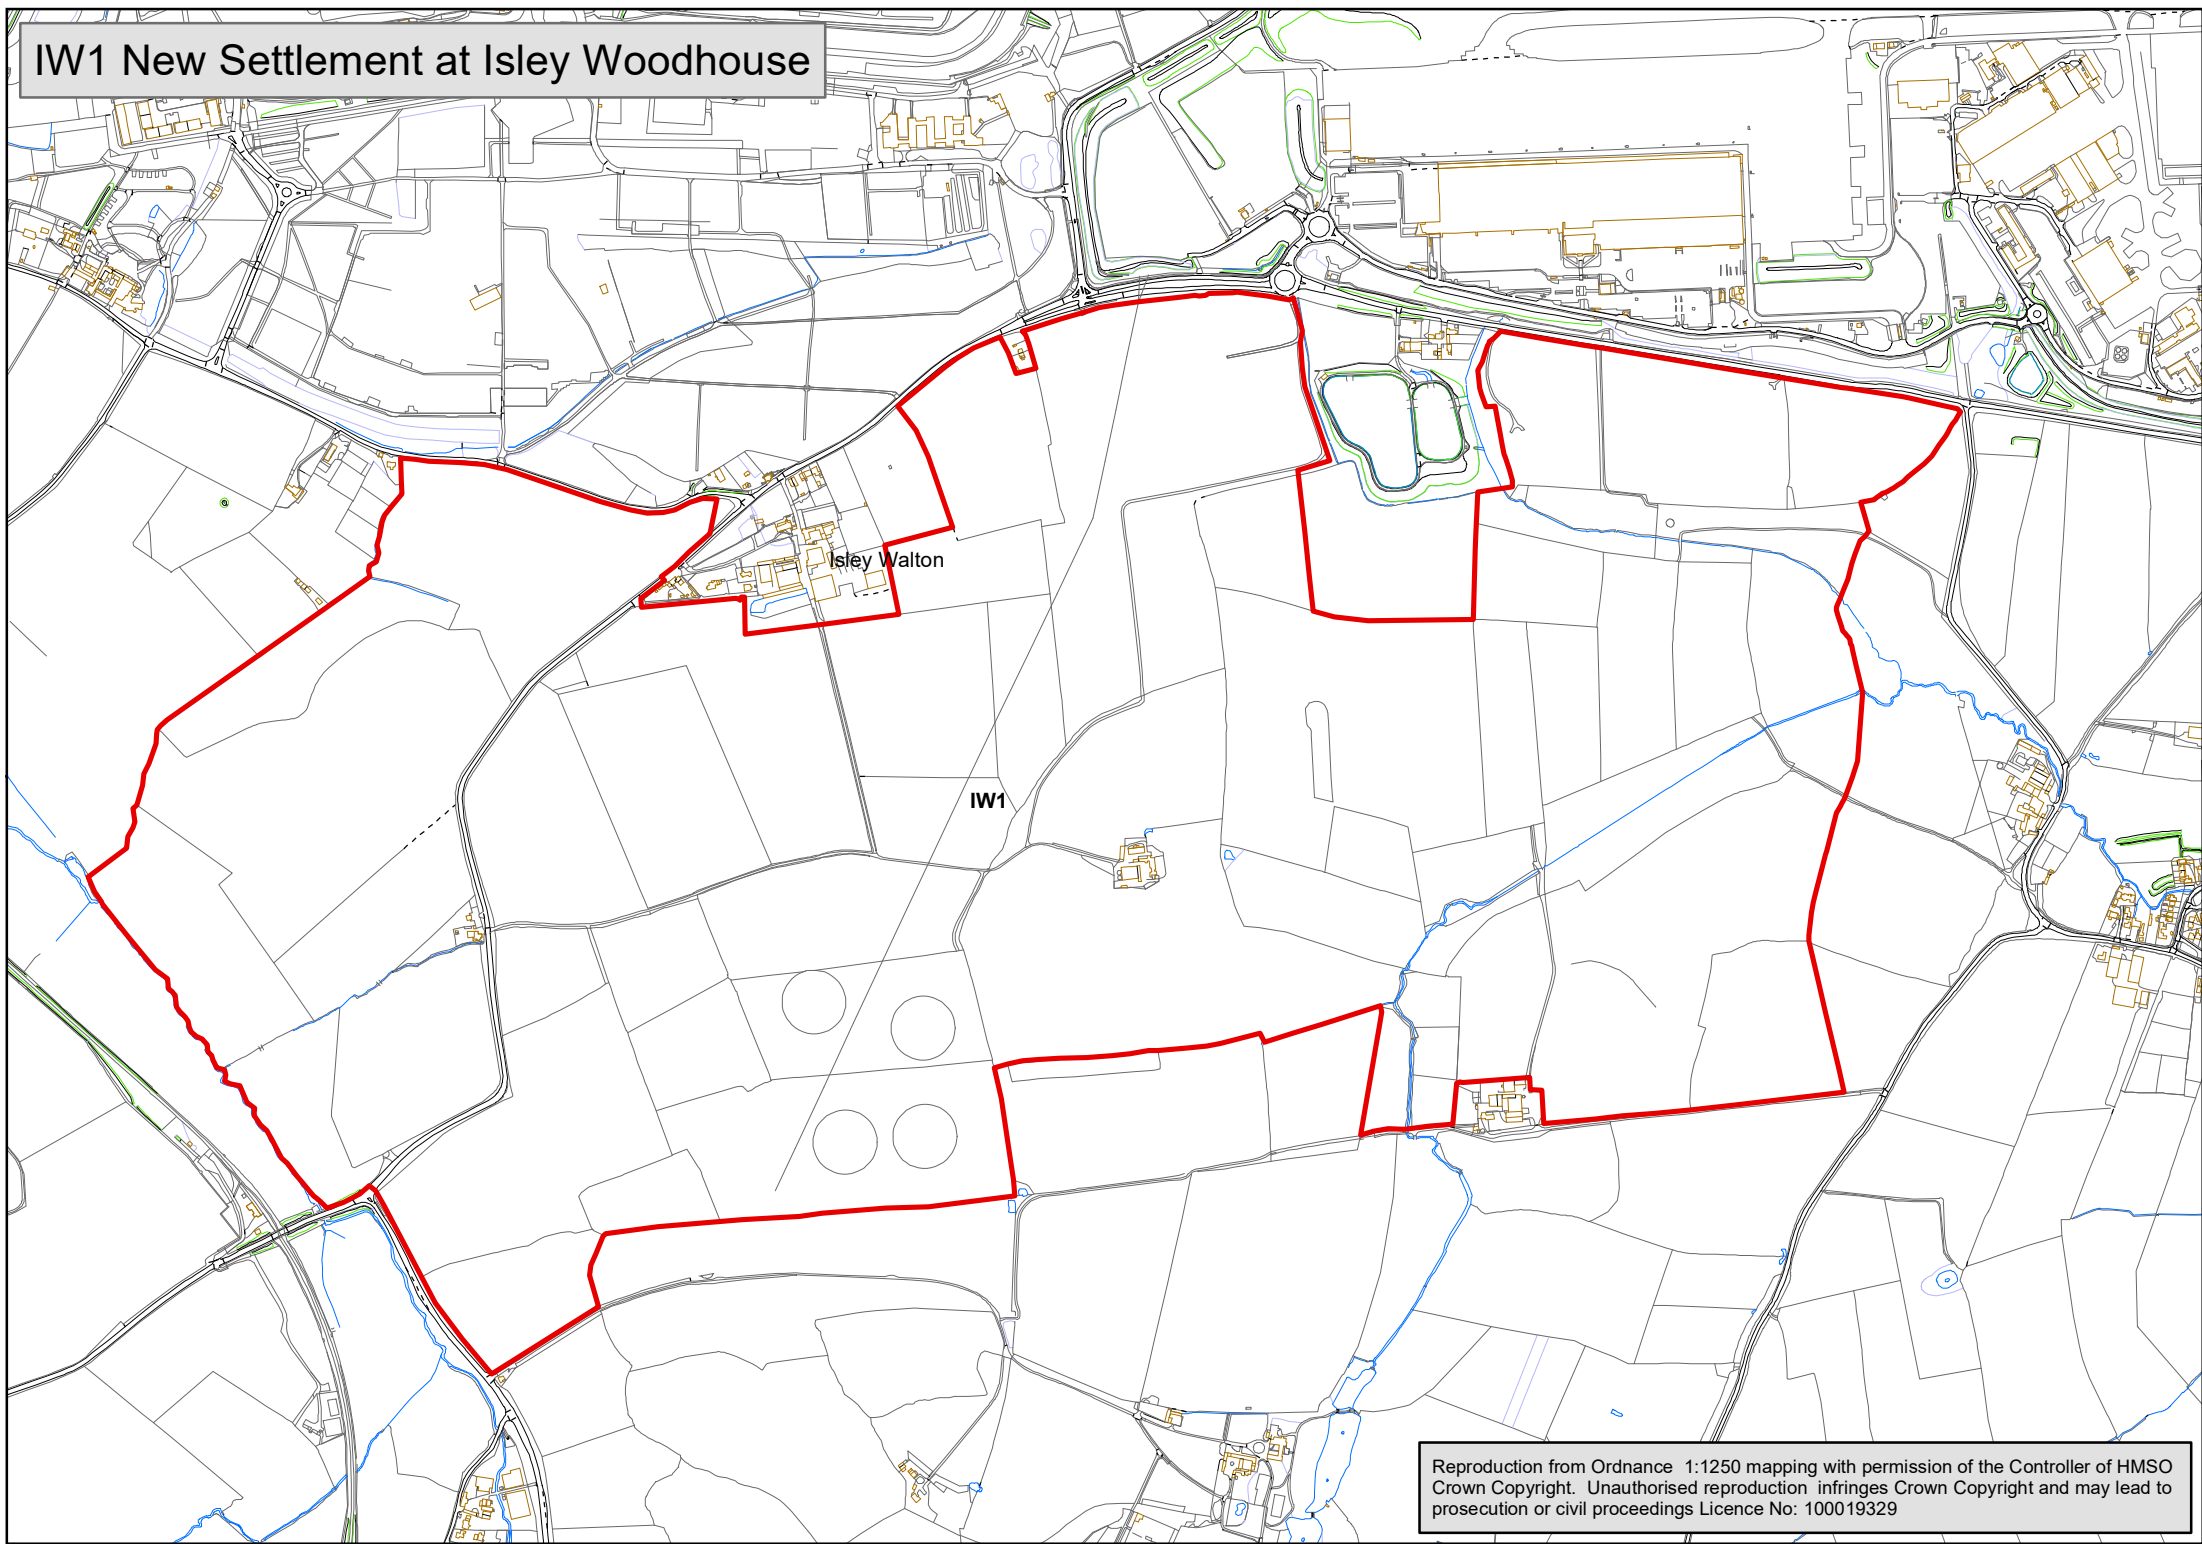 IW1 New Settlement at Isley Woodhouse
Isley Walton
IW1
Reproduction from Ordnance 1:1250 mapping with permission of the Controller of HMSO
Crown Copyright. Unauthorised reproduction infringes Crown Copyright and may lead to
prosecution or civil proceedings Licence No: 100019329